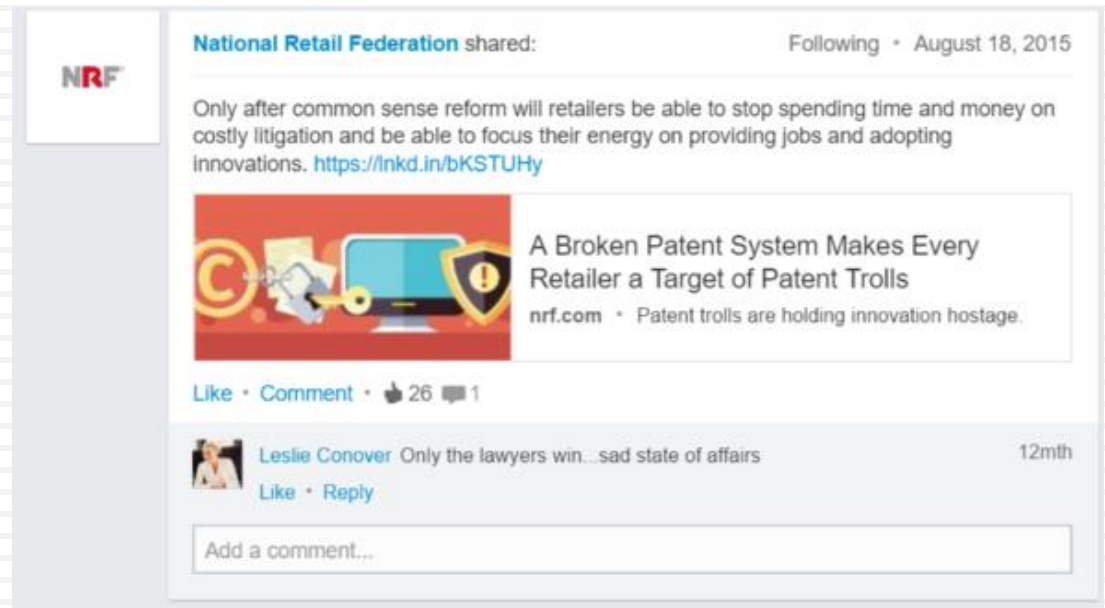 NRF
National Retail Federation shared:
Following • August 18, 2015
Only after common sense reform will retailers be able to stop spending time and money on
costly litigation and be able to focus their energy on providing jobs and adopting
innovations. https://lnkd.in/bKSTUHy
©
A Broken Patent System Makes Every
Retailer a Target of Patent Trolls
nrf.com • Patent trolls are holding innovation hostage.
Like • Comment • 26 1
Leslie Conover Only the lawyers win...sad state of affairs
12mth
Like • Reply
Add a comment...